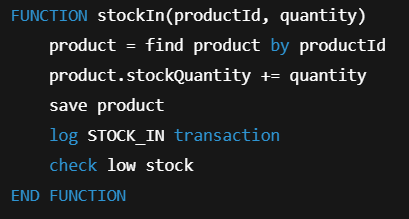 FUNCTION stockIn(productId, quantity)
    product = find product by productId
    product.stockQuantity += quantity
    save product
    log STOCK_IN transaction
    check low stock
END FUNCTION